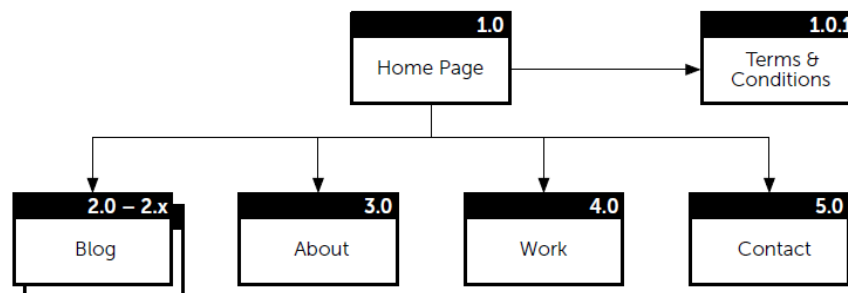 1.0
Home Page
1.0.1
Terms &
Conditions
2.0 – 2.x
Blog
3.0
About
4.0
Work
5.0
Contact